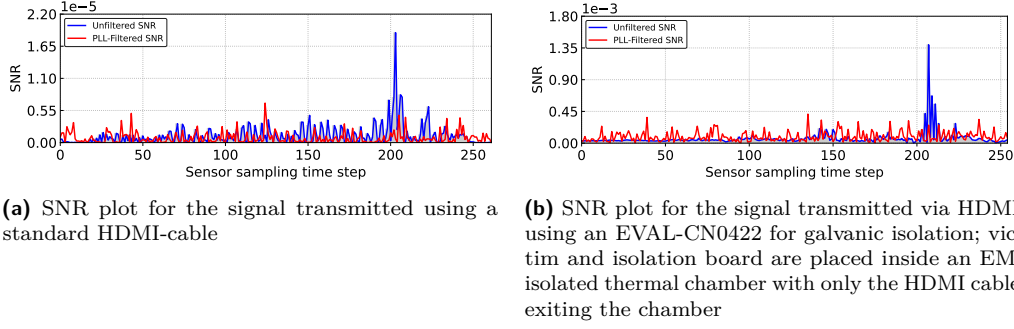 1e−5
2.20
Unfiltered SNR
PLL-Filtered SNR
1.65
1.10
0.55
0.00
SNR
0 50 100 150 200 250
Sensor sampling time step
(a) SNR plot for the signal transmitted using a
standard HDMI-cable
1e−3
1.80
Unfiltered SNR
PLL-Filtered SNR
1.35
0.90
0.45
0.00
SNR
0 50 100 150 200 250
Sensor sampling time step
(b) SNR plot for the signal transmitted via HDMI
using an EVAL-CN0422 for galvanic isolation; vic
tim and isolation board are placed inside an EM
isolated thermal chamber with only the HDMI cable
exiting the chamber